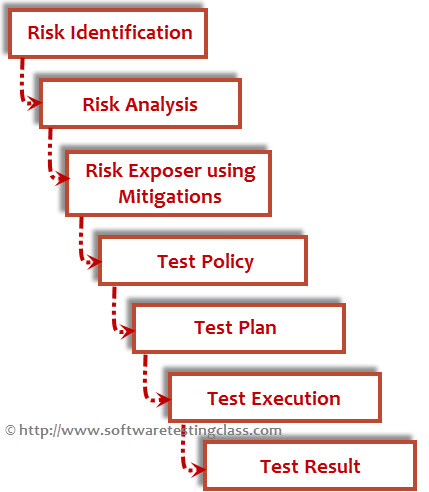 Risk Identification
Risk Analysis
Risk Exposer using
Mitigations
Test Policy
Test Plan
Test Execution
© http://www.softwaretestingclass.com
Test Result